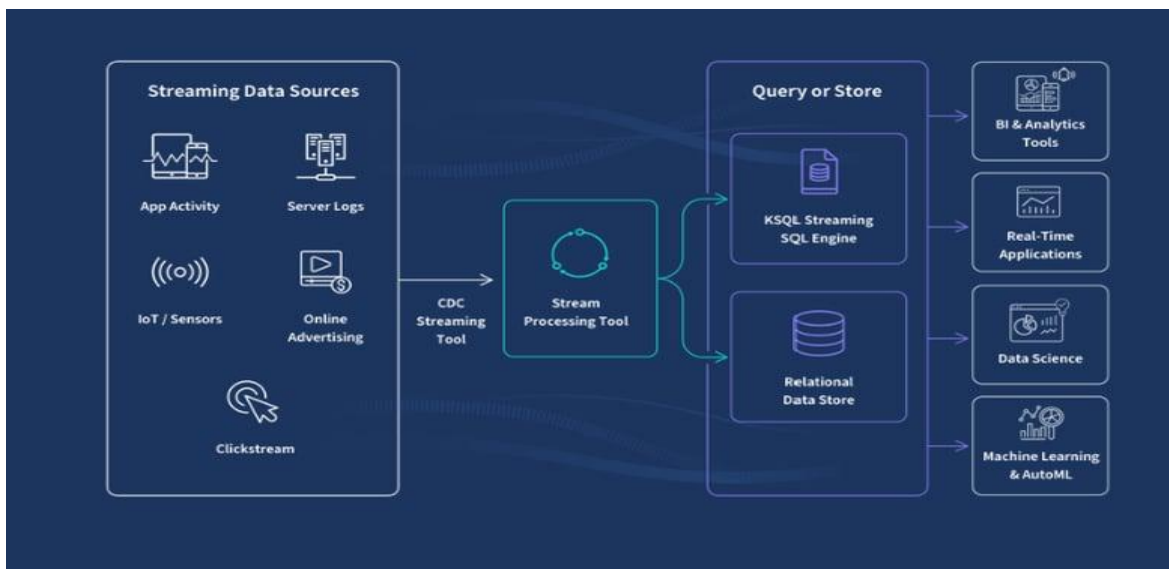 Streaming Data Sources
App Activity
Server Logs
IoT / Sensors
Online
Advertising
Clickstream
CDC
Streaming
Tool
Stream
Processing Tool
Query or Store
KSQL Streaming
SQL Engine
Relational
Data Store
BI & Analytics
Tools
Real-Time
Applications
Data Science
Machine Learning
& AutoML